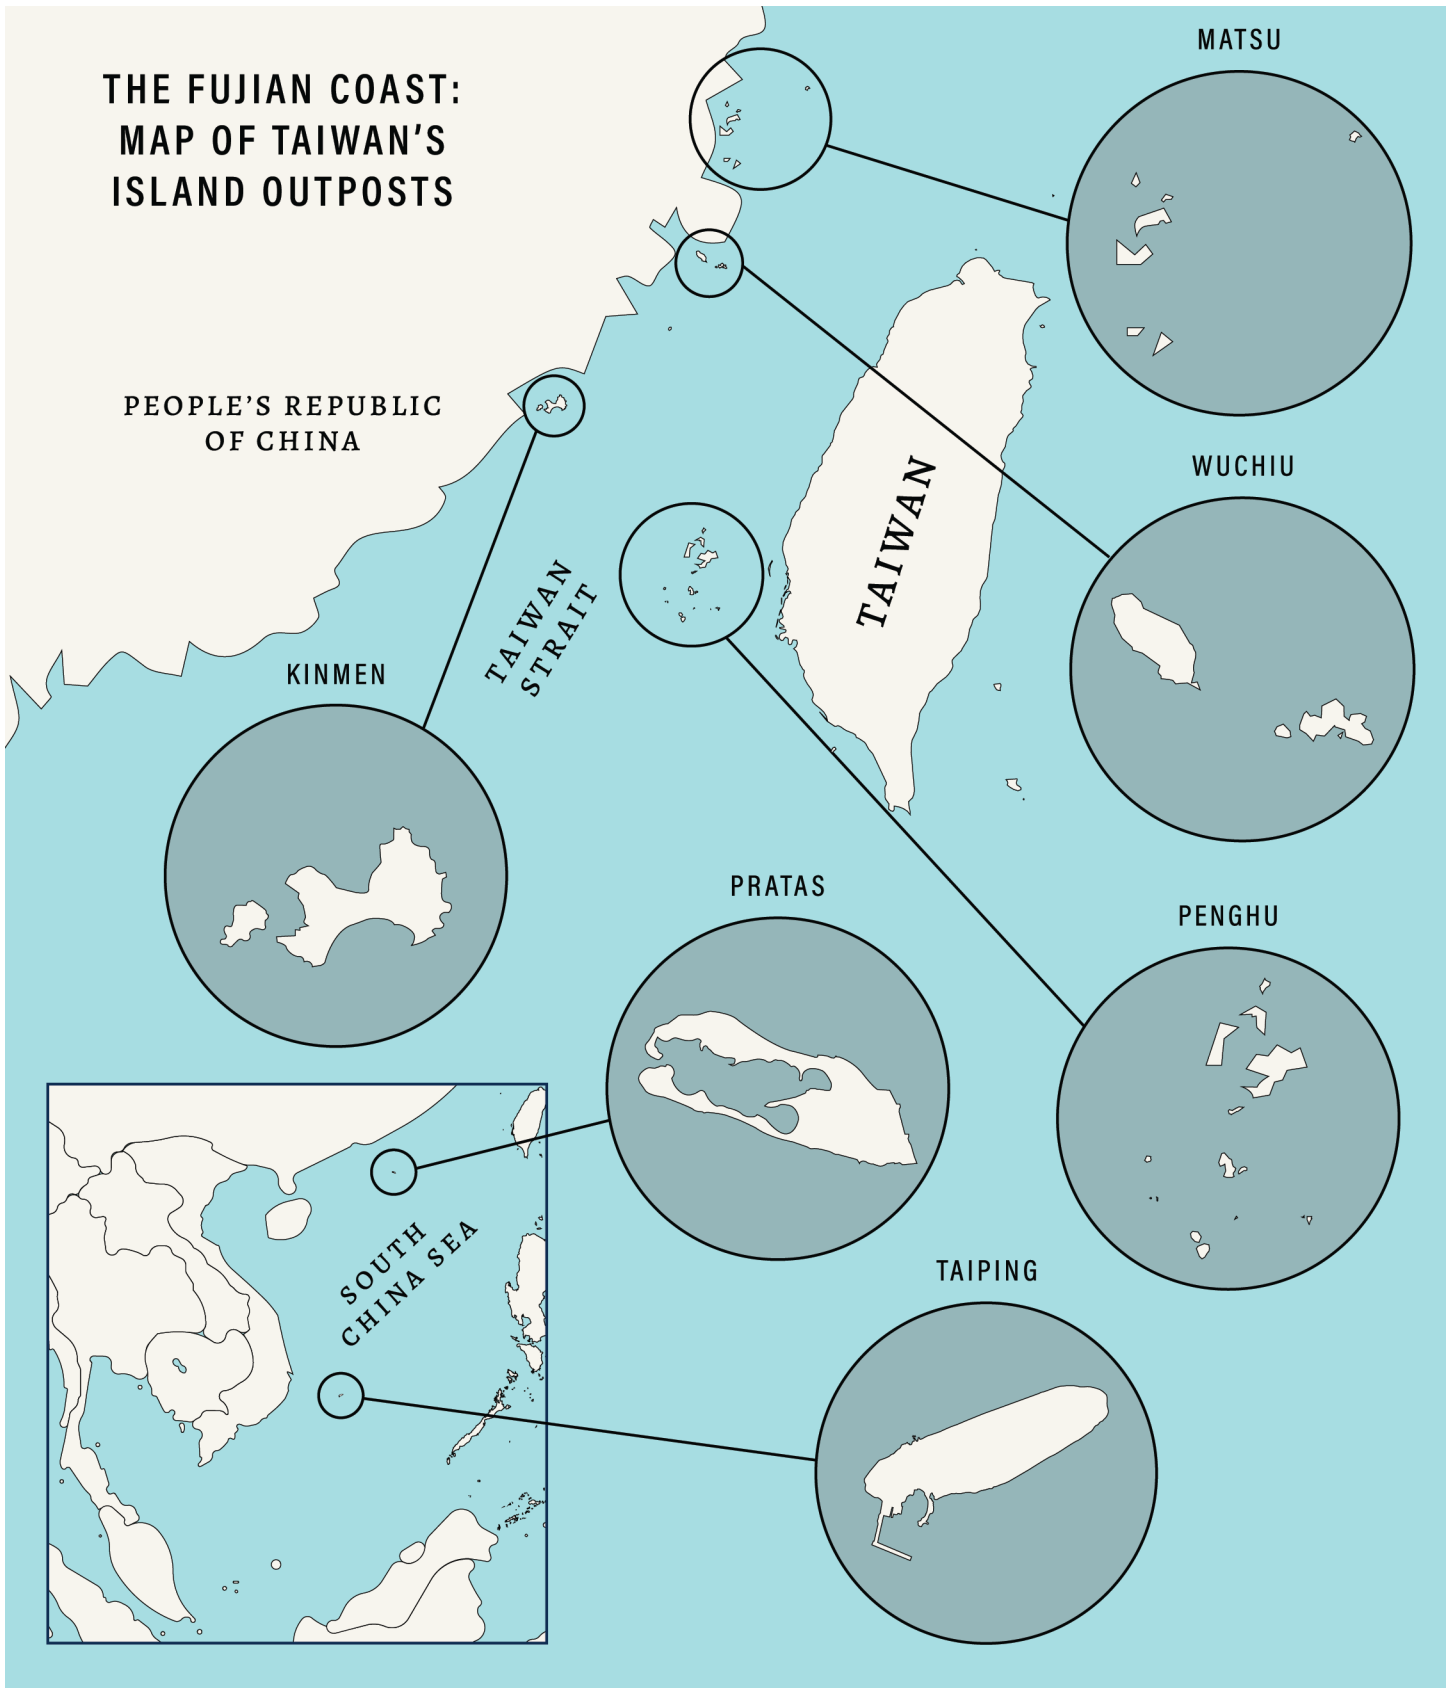 THE FUJIAN COAST:
MAP OF TAIWAN’S
ISLAND OUTPOSTS
MATSU
PEOPLE’S REPUBLIC
OF CHINA
WUCHIU
TAIWAN
TAIWAN
STRAIT
KINMEN
PRATAS
PENGHU
SOUTH
CHINA SEA
TAIPING